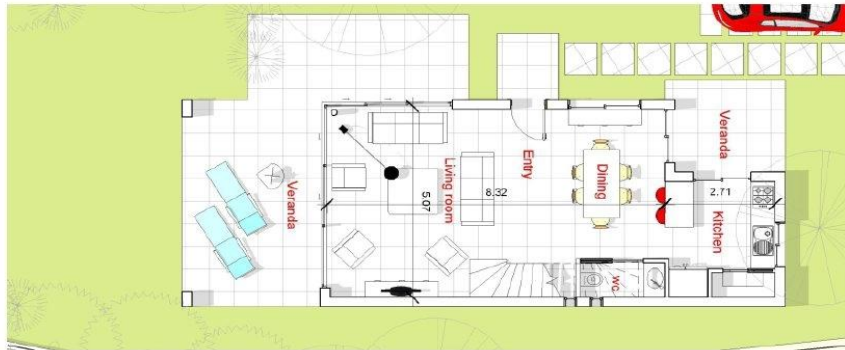 Veranda
Living room
5.07
8.32
Entry
Dining
wc
Veranda
2.71
Kitchen